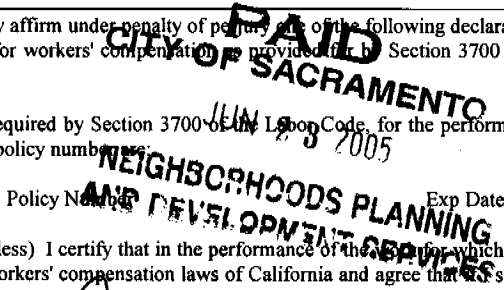 y affirm under penalty of perjury one of the following declara
PAID
for workers' compensation as provided for by Section 3700
CITY OF SACRAMENTO
equired by Section 3700 of the Labor Code, for the perform
JUN 23 2005
policy number are:
NEIGHBORHOODS PLANNING
Policy Number Exp Date
AND DEVELOPMENT SERVICES
less) I certify that in the performance of the work for which
orkers' compensation laws of California and agree that if s